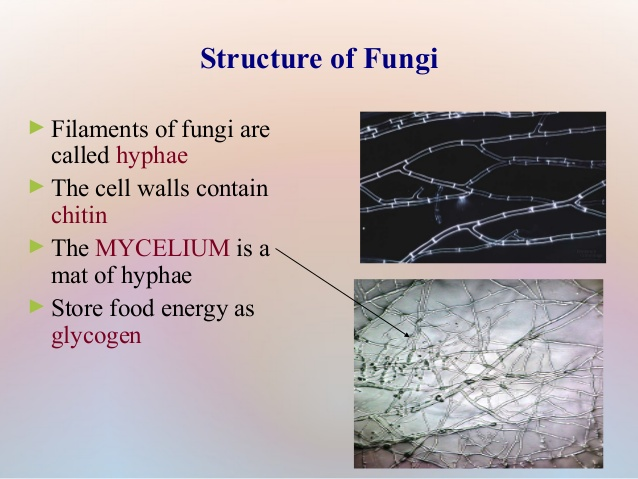 Structure of Fungi
► Filaments of fungi are
called hyphae
► The cell walls contain
chitin
► The MYCELIUM is a
mat of hyphae
► Store food energy as
glycogen